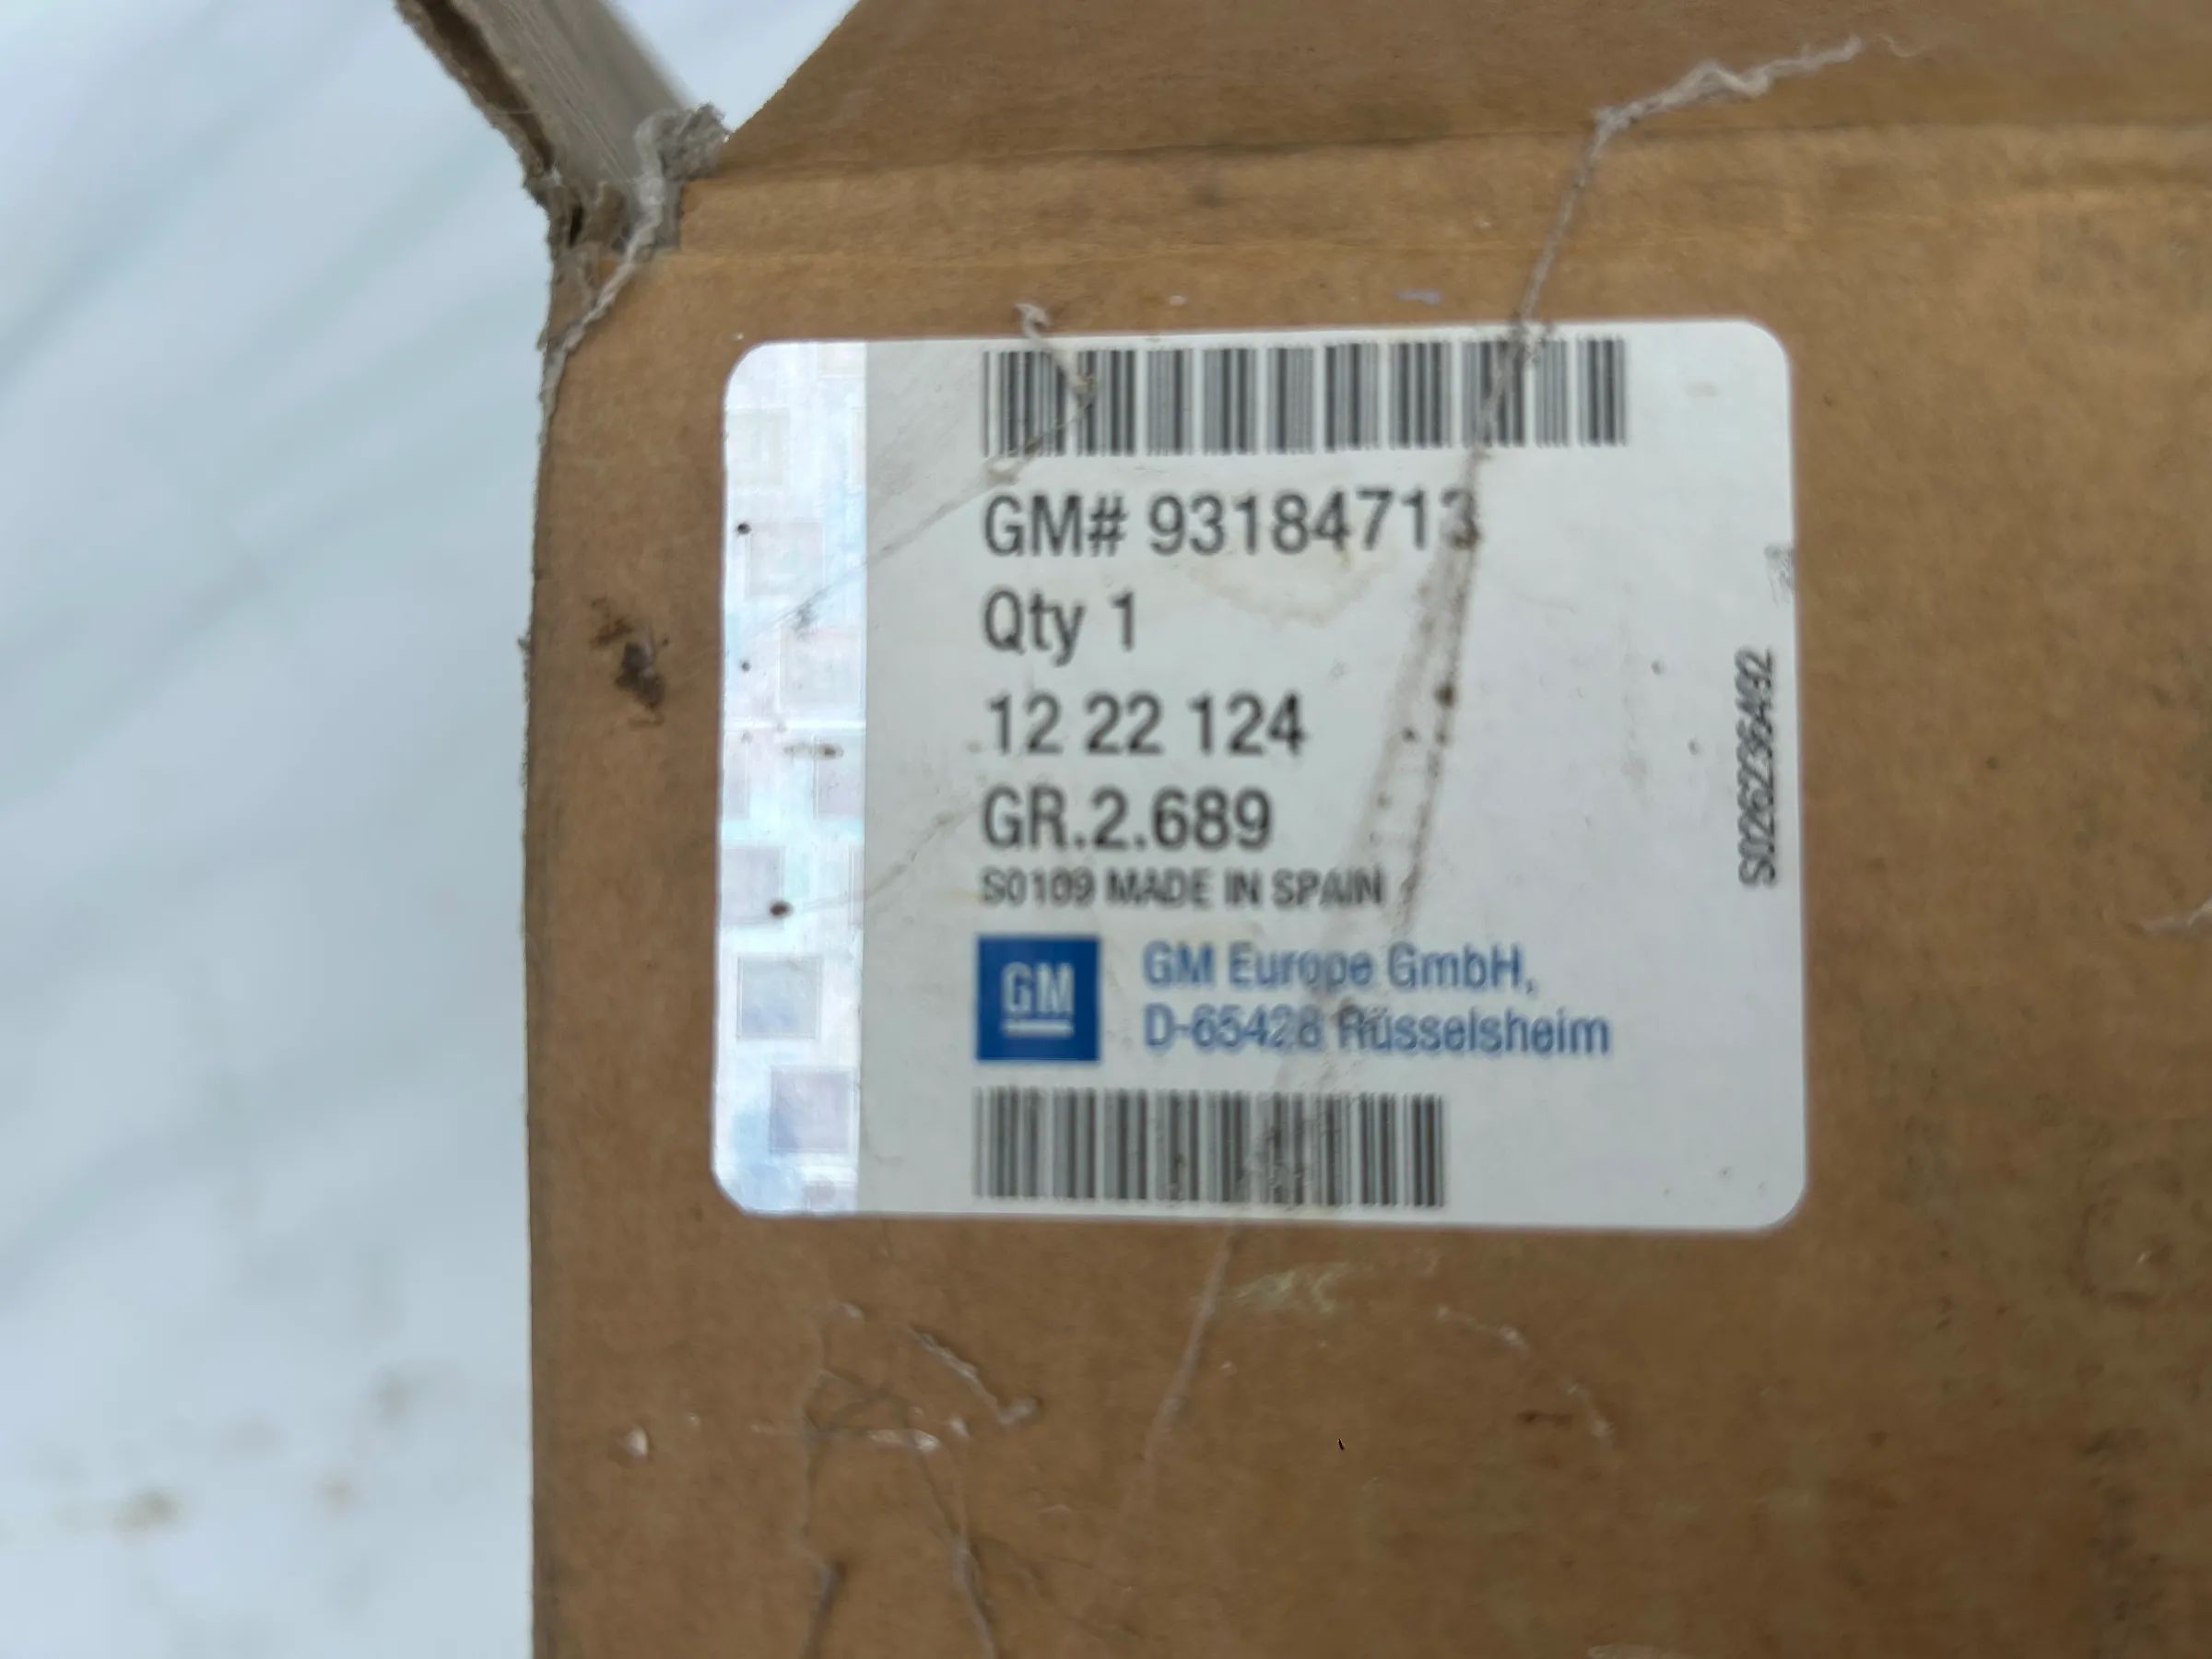 GM# 93184713
Qty 1
12 22 124
GR.2.689
S0109 MADE IN SPAIN
GM
GM Europe GmbH,
D-65428 Rüsselsheim